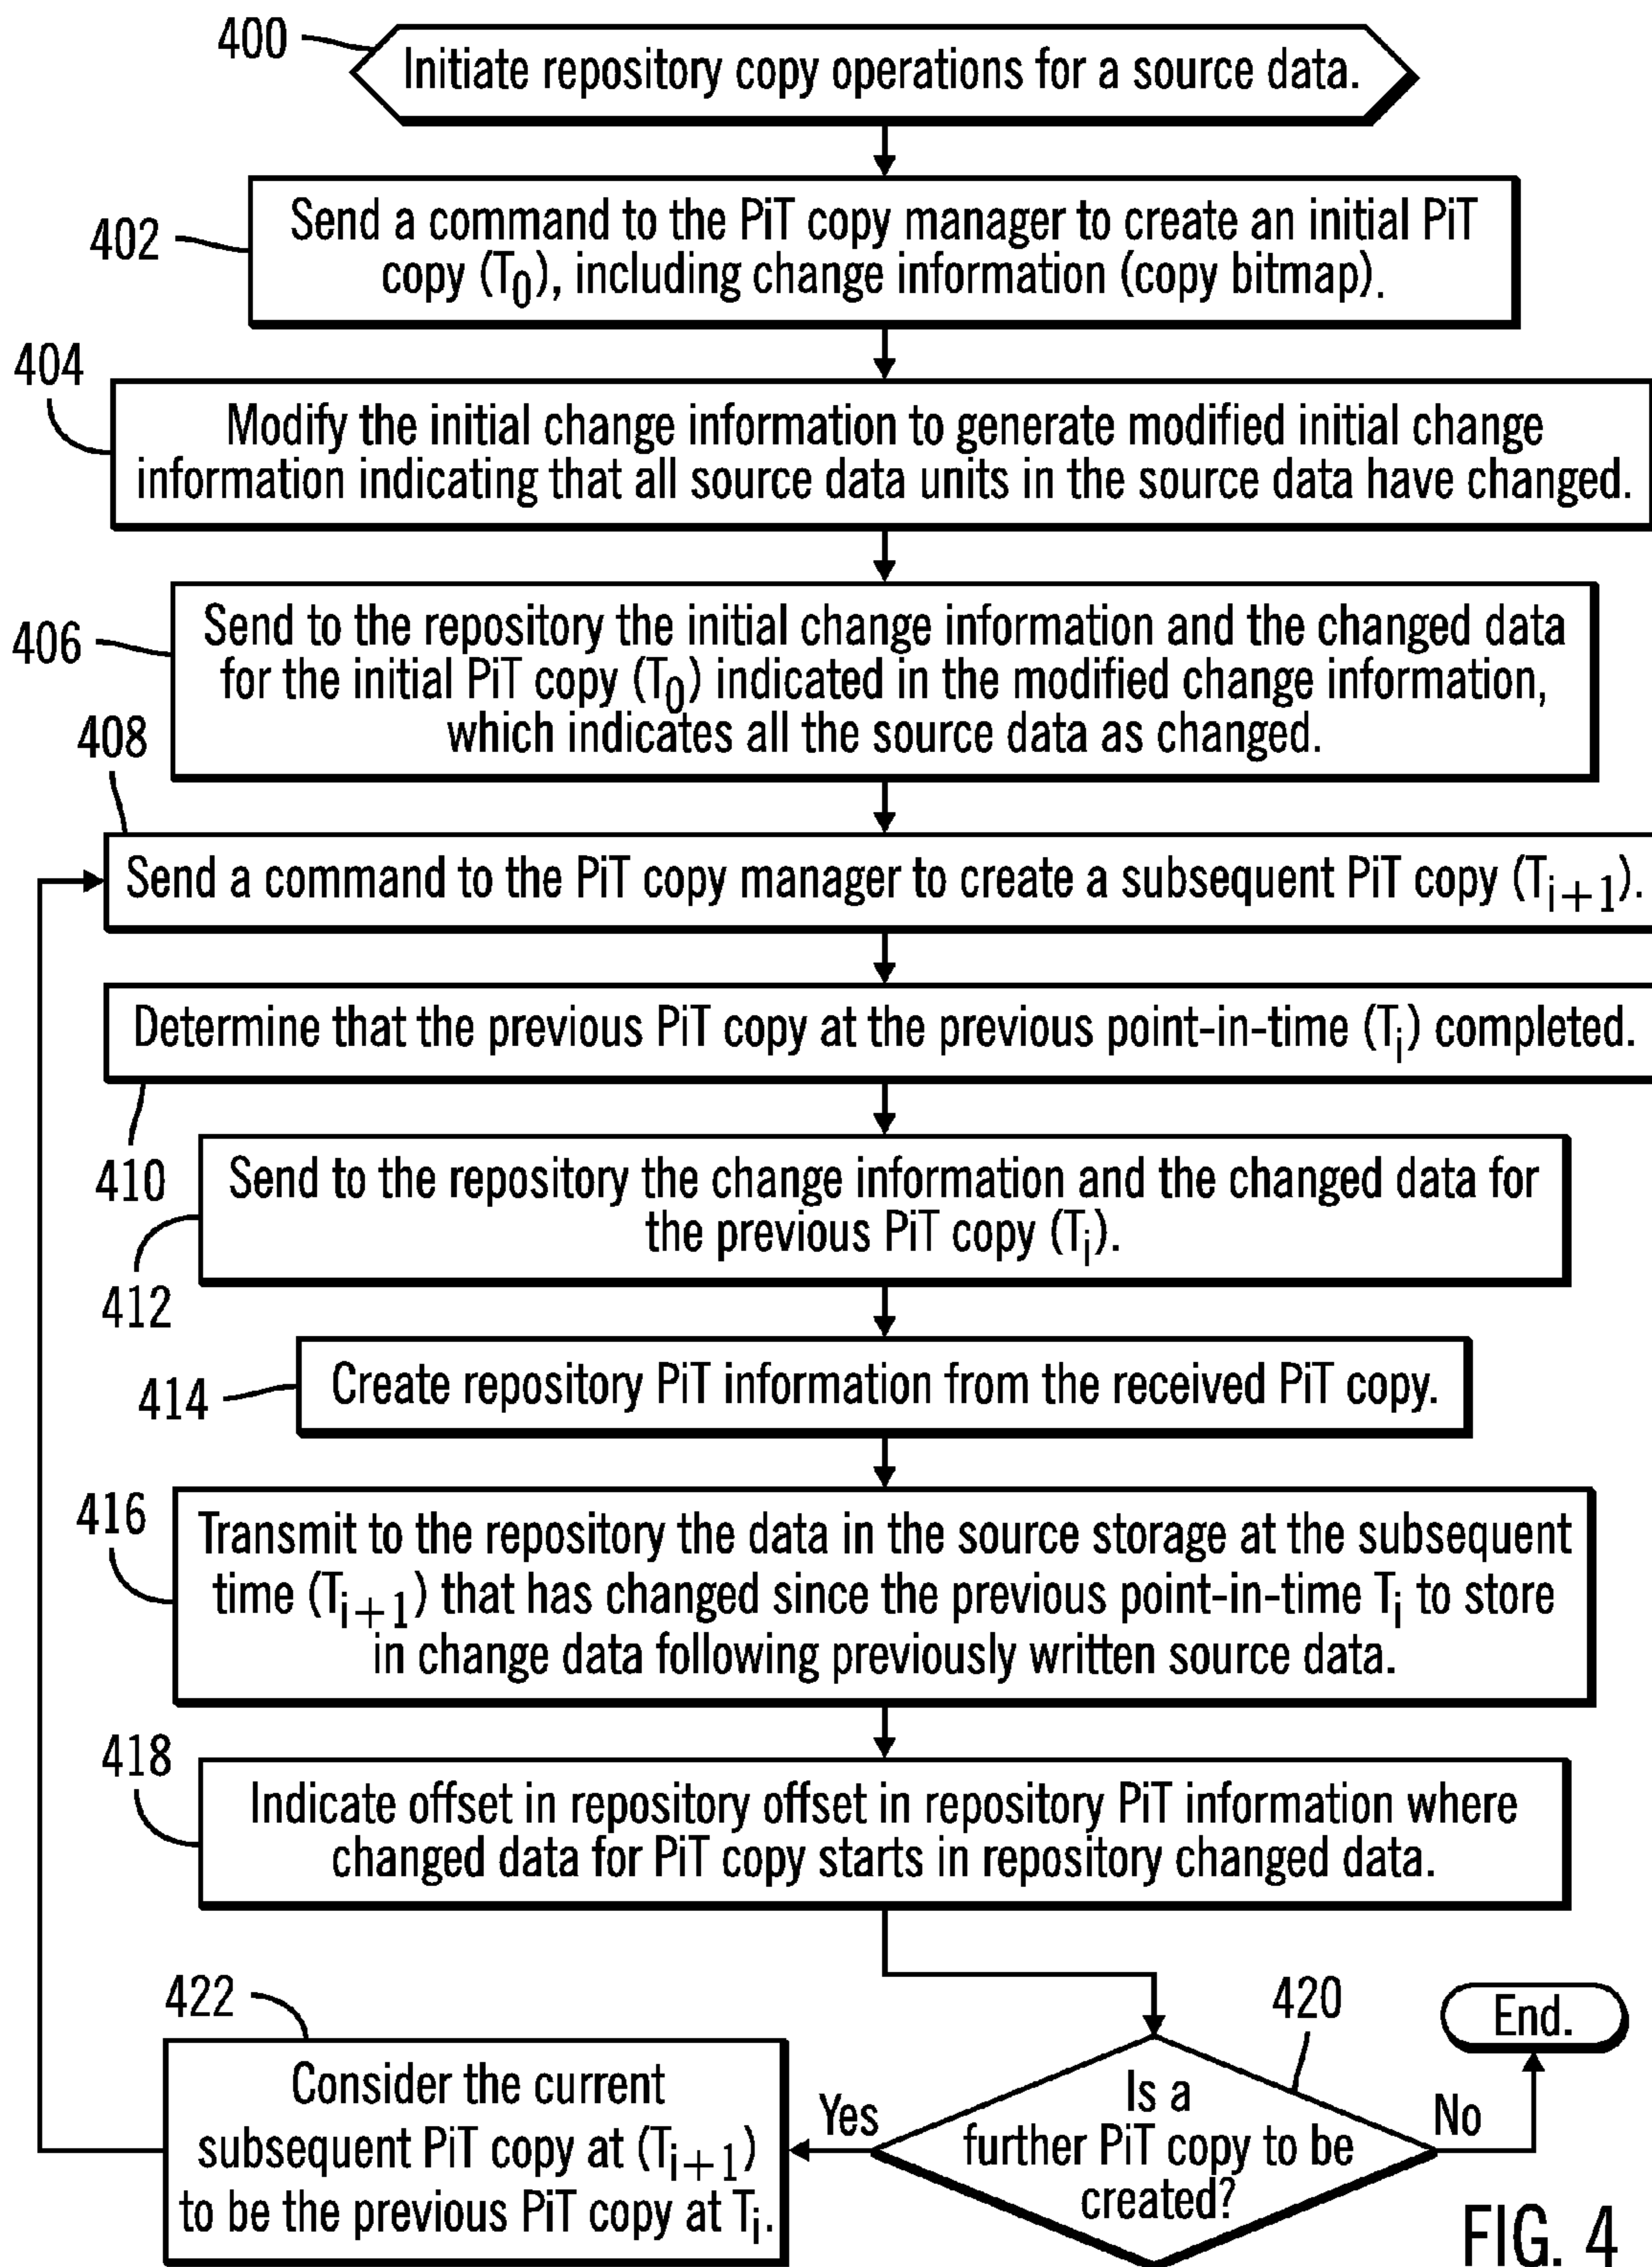 400
Initiate repository copy operations for a source data.
402
Send a command to the PiT copy manager to create an initial PiT
copy (T0), including change information (copy bitmap).
404
Modify the initial change information to generate modified initial change
information indicating that all source data units in the source data have changed.
406
Send to the repository the initial change information and the changed data
for the initial PiT copy (T0) indicated in the modified change information,
which indicates all the source data as changed.
408
Send a command to the PiT copy manager to create a subsequent PiT copy (Ti+1).
Determine that the previous PiT copy at the previous point-in-time (Ti) completed.
410
Send to the repository the change information and the changed data for
the previous PiT copy (Ti).
412
Create repository PiT information from the received PiT copy.
414
416
Transmit to the repository the data in the source storage at the subsequent
time (Ti+1) that has changed since the previous point-in-time Ti to store
in change data following previously written source data.
418
Indicate offset in repository offset in repository PiT information where
changed data for PiT copy starts in repository changed data.
420
Is a
further PiT copy to be
created?
Yes
No
End.
422
Consider the current
subsequent PiT copy at (Ti+1)
to be the previous PiT copy at Ti.
FIG. 4